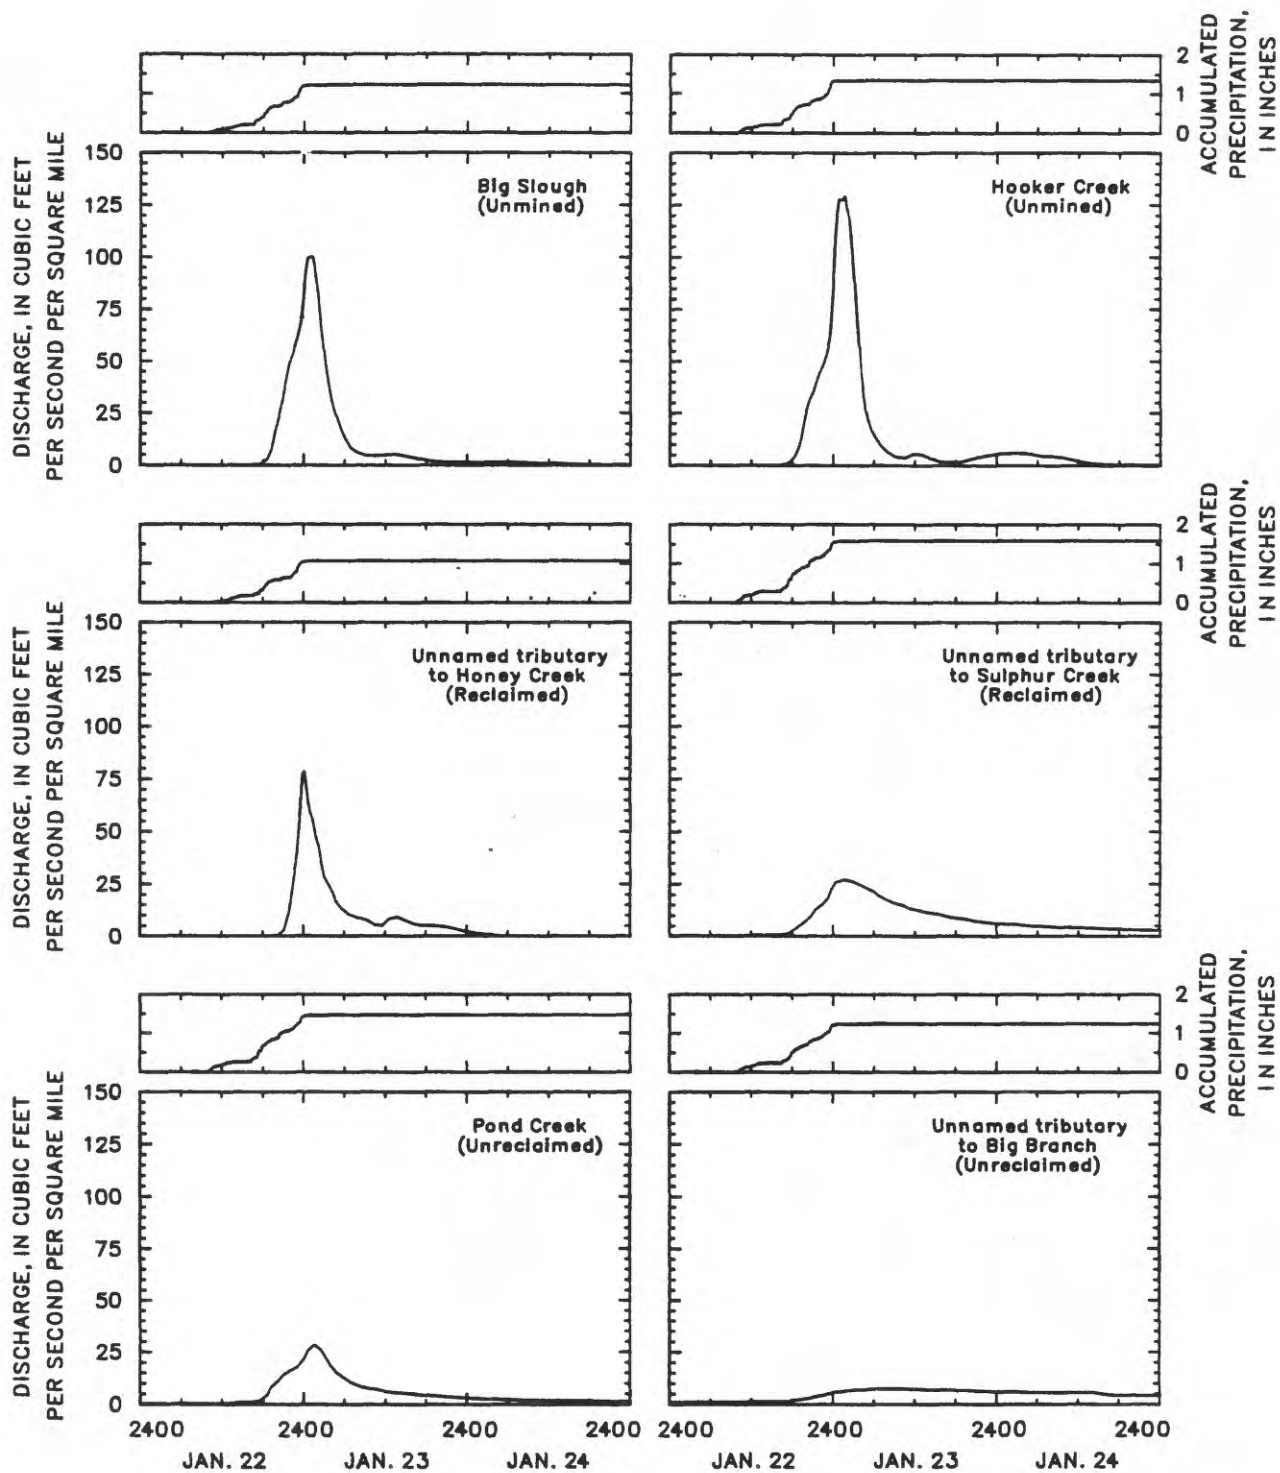 ACCUMULATED
PRECIPITATION,
IN INCHES
2
1
0
DISCHARGE, IN CUBIC FEET
PER SECOND PER SQUARE MILE
150
125
100
75
50
25
0
Big Slough
(Unmined)
Hooker Creek
(Unmined)
ACCUMULATED
PRECIPITATION,
IN INCHES
2
1
0
DISCHARGE, IN CUBIC FEET
PER SECOND PER SQUARE MILE
150
125
100
75
50
25
0
Unnamed tributary
to Honey Creek
(Reclaimed)
Unnamed tributary
to Sulphur Creek
(Reclaimed)
ACCUMULATED
PRECIPITATION,
IN INCHES
2
1
0
DISCHARGE, IN CUBIC FEET
PER SECOND PER SQUARE MILE
150
125
100
75
50
25
0
Pond Creek
(Unreclaimed)
Unnamed tributary
to Big Branch
(Unreclaimed)
2400 2400 2400 2400
JAN. 22 JAN. 23 JAN. 24
2400 2400 2400 2400
JAN. 22 JAN. 23 JAN. 24